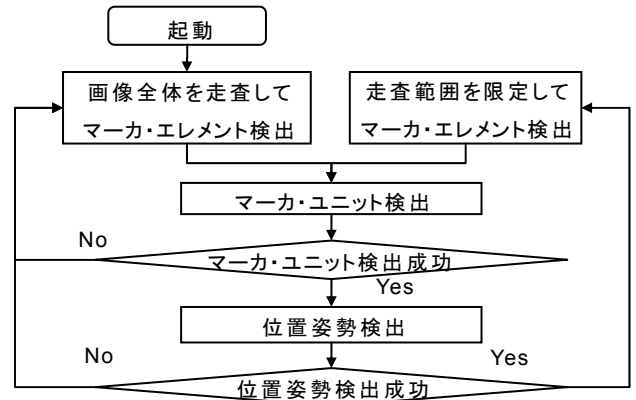 起動
画像全体を走査して
マーカ・エレメント検出
走査範囲を限定して
マーカ・エレメント検出
マーカ・ユニット検出
No
マーカ・ユニット検出成功
Yes
位置姿勢検出
No
Yes
位置姿勢検出成功